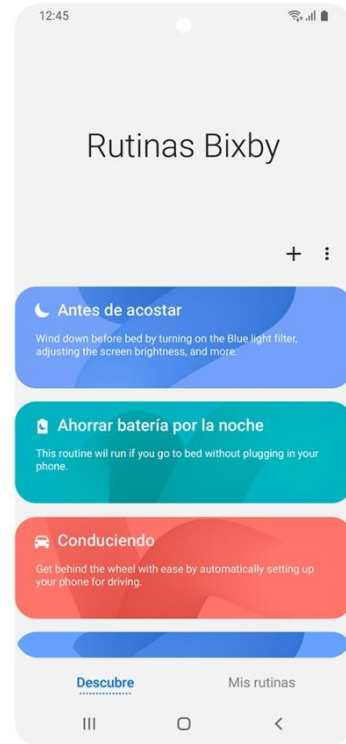 12:45
Rutinas Bixby
Antes de acostar
Wind down before bed by turning on the Blue light filter,
adjusting the screen brightness, and more.
Ahorrar batería por la noche
This routine wil run if you go to bed without plugging in your
phone.
Conduciendo
Get behind the wheel with ease by automatically setting up
your phone for driving.
Descubre
Mis rutinas